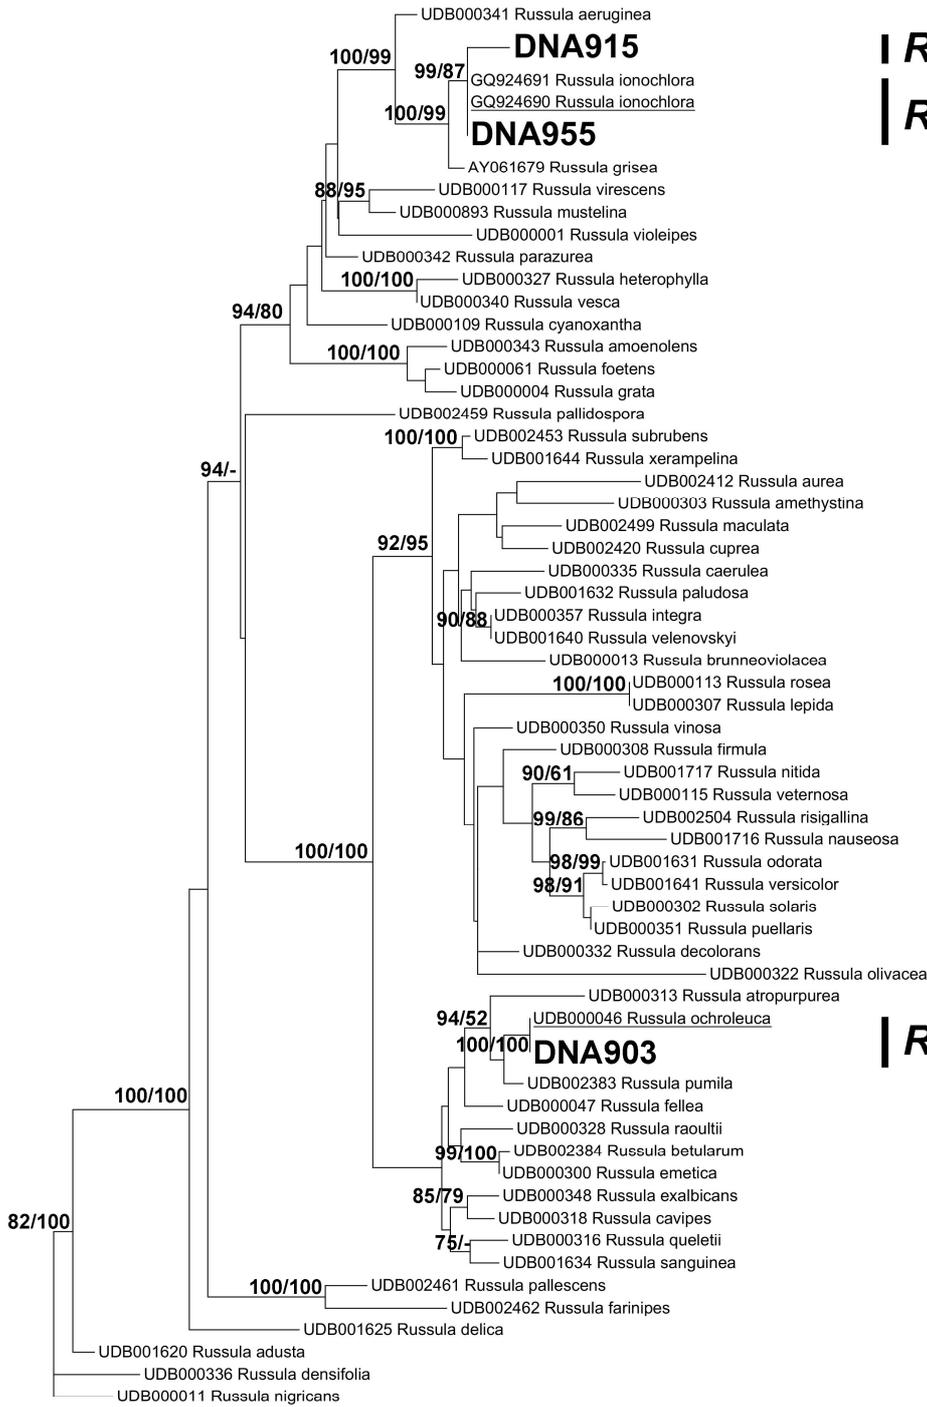 UDB000341 Russula aeruginea
DNA915
R
100/99
99/87
GQ924691 Russula ionochlora
GQ924690 Russula ionochlora
100/99
R
DNA955
AY061679 Russula grisea
88/95
UDB000117 Russula virescens
UDB000893 Russula mustelina
UDB000001 Russula violeipes
UDB000342 Russula parazurea
100/100
UDB000327 Russula heterophylla
UDB000340 Russula vesca
94/80
UDB000109 Russula cyanoxantha
UDB000343 Russula amoenolens
100/100
UDB000061 Russula foetens
UDB000004 Russula grata
UDB002459 Russula pallidospora
100/100
UDB002453 Russula subrubens
UDB001644 Russula xerampelina
94/-
UDB002412 Russula aurea
UDB000303 Russula amethystina
UDB002499 Russula maculata
92/95
UDB002420 Russula cuprea
UDB000335 Russula caerulea
UDB001632 Russula paludosa
90/88
UDB000357 Russula integra
UDB001640 Russula velenovskyi
UDB000013 Russula brunneoviolacea
100/100
UDB000113 Russula rosea
UDB000307 Russula lepida
UDB000350 Russula vinosa
UDB000308 Russula firmula
90/61
UDB001717 Russula nitida
UDB000115 Russula veternosa
99/86
UDB002504 Russula risigallina
UDB001716 Russula nauseosa
100/100
98/99
UDB001631 Russula odorata
98/91
UDB001641 Russula versicolor
UDB000302 Russula solaris
UDB000351 Russula puellaris
UDB000332 Russula decolorans
UDB000322 Russula olivacea
UDB000313 Russula atropurpurea
94/52
UDB000046 Russula ochroleuca
100/100
DNA903
R
UDB002383 Russula pumila
100/100
UDB000047 Russula fellea
UDB000328 Russula raoultii
99/100
UDB002384 Russula betularum
UDB000300 Russula emetica
85/79
UDB000348 Russula exalbicans
UDB000318 Russula cavipes
82/100
75/-
UDB000316 Russula queletii
UDB001634 Russula sanguinea
100/100
UDB002461 Russula pallescens
UDB002462 Russula farinipes
UDB001625 Russula delica
UDB001620 Russula adusta
UDB000336 Russula densifolia
UDB000011 Russula nigricans